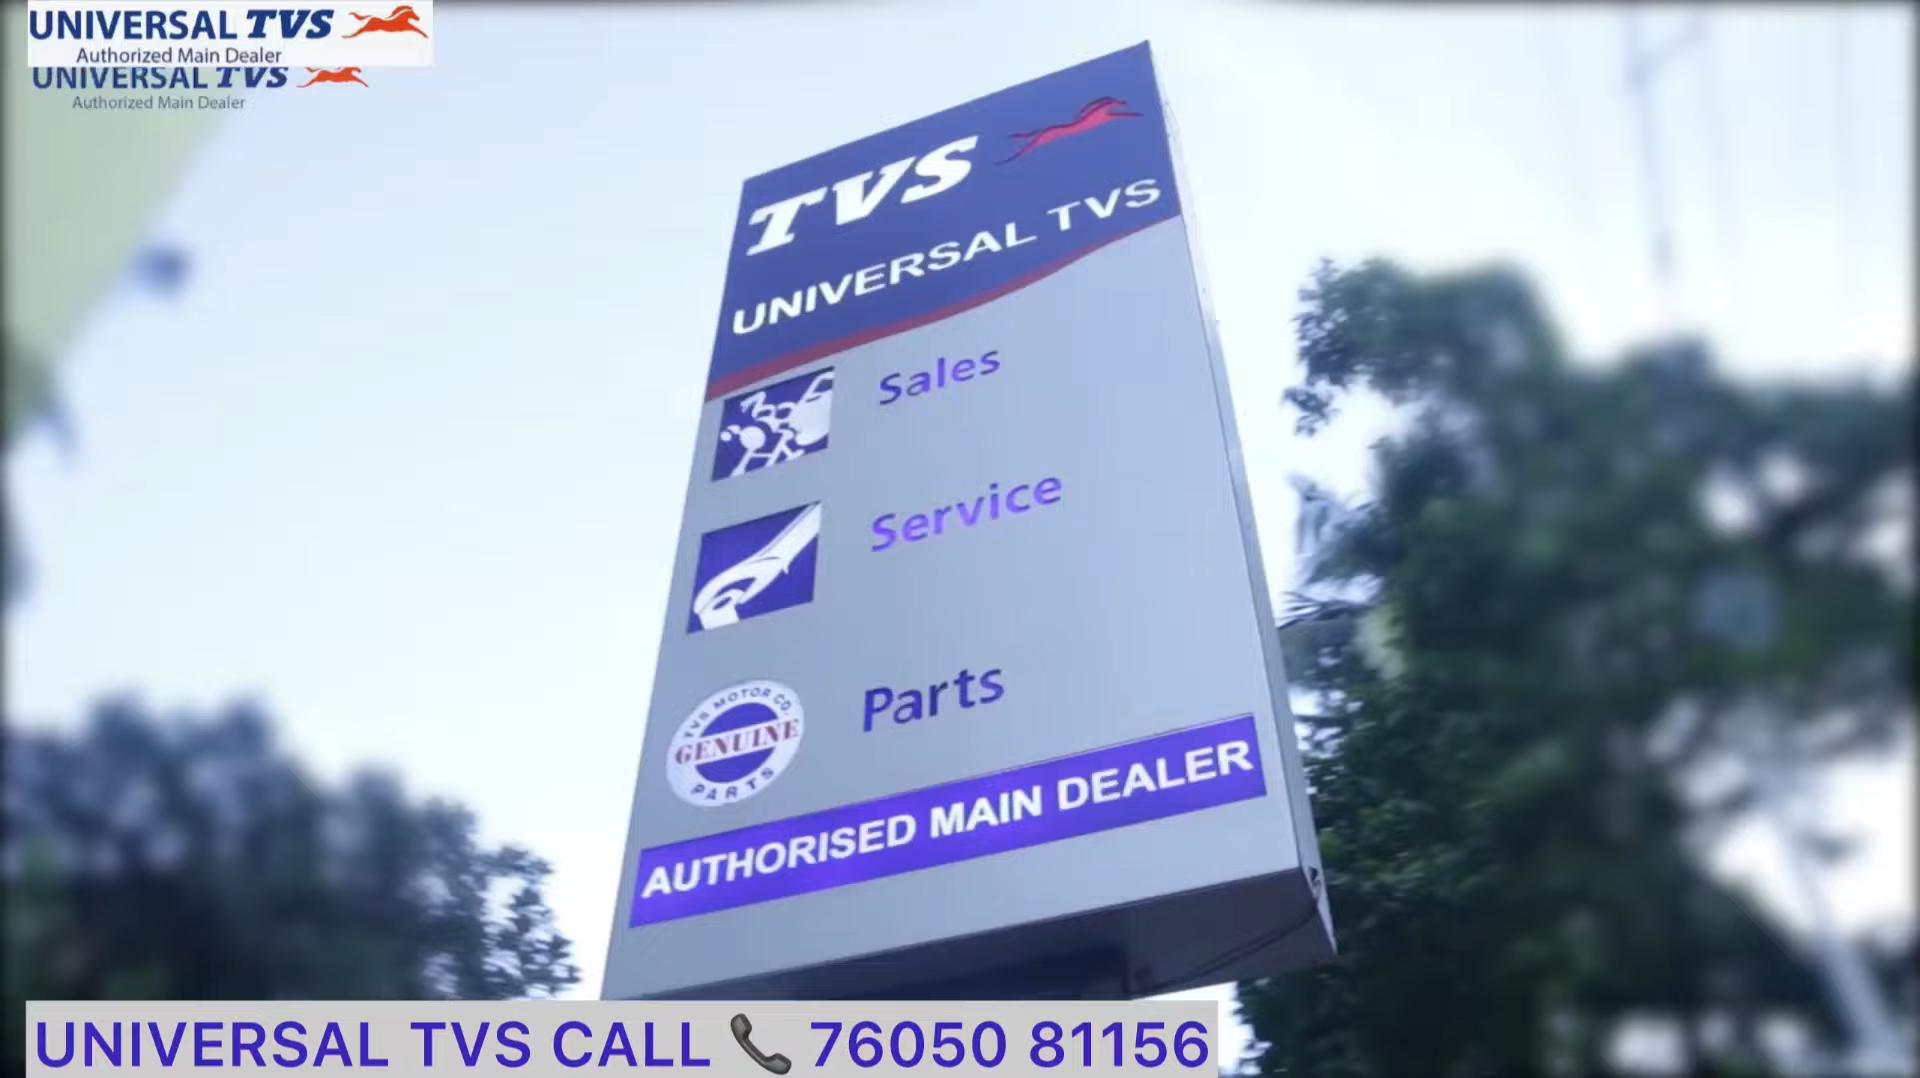 UNIVERSAL TVS
Authorized Main Dealer
UNIVERSAL TVS
Authorized Main Dealer
TVS
UNIVERSAL TVS
Sales
Service
TVS MOTOR CO.
GENUINE
PARTS
Parts
AUTHORISED MAIN DEALER
UNIVERSAL TVS CALL 📞 76050 81156